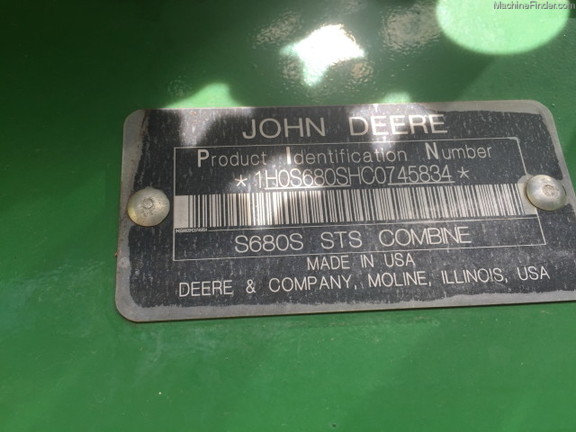 MachineFinder.com
JOHN DEERE
Product Identification Number
*1H0S680SHC0745834*
S680S STS COMBINE
MADE IN USA
DEERE & COMPANY, MOLINE, ILLINOIS, USA